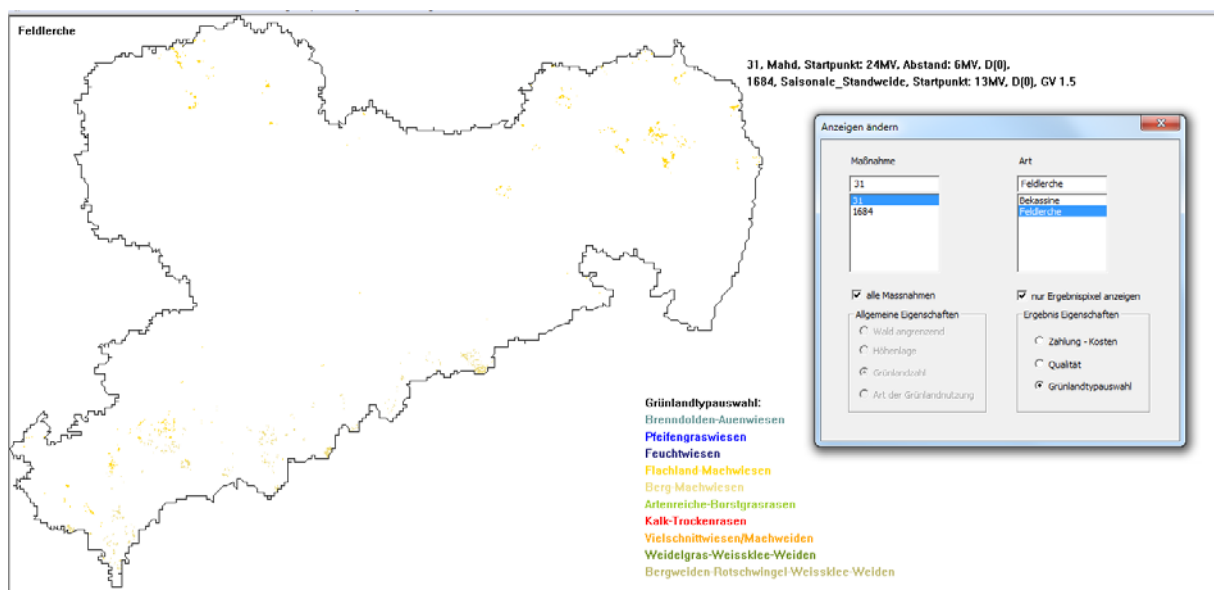 Feldlerche
31, Mahd, Startpunkt: 24MV, Abstand: 6MV, D(0),
1684, Saisonale_Standweide, Startpunkt: 13MV, D(0), GV 1.5
Anzeigen ändern
Maßnahme
Art
31
Feldlerche
31
1684
Bekassine
Feldlerche
alle Massnahmen
nur Ergebnispixel anzeigen
Allgemeine Eigenschaften
Wald angrenzend
Höhenlage
Grünlandzahl
Art der Grünlandnutzung
Ergebnis Eigenschaften
Zahlung - Kosten
Qualität
Grünlandtypauswahl
Grünlandtypauswahl:
Brenndolden-Auenwiesen
Pfeifengraswiesen
Feuchtwiesen
Flachland-Maehwiesen
Berg-Maehwiesen
Artenreiche-Borstgrasrasen
Kalk-Trockenrasen
Vielschnittwiesen/Maehweiden
Weidelgras-Weissklee-Weiden
Bergweiden-Rotschwingel-Weissklee-Weiden